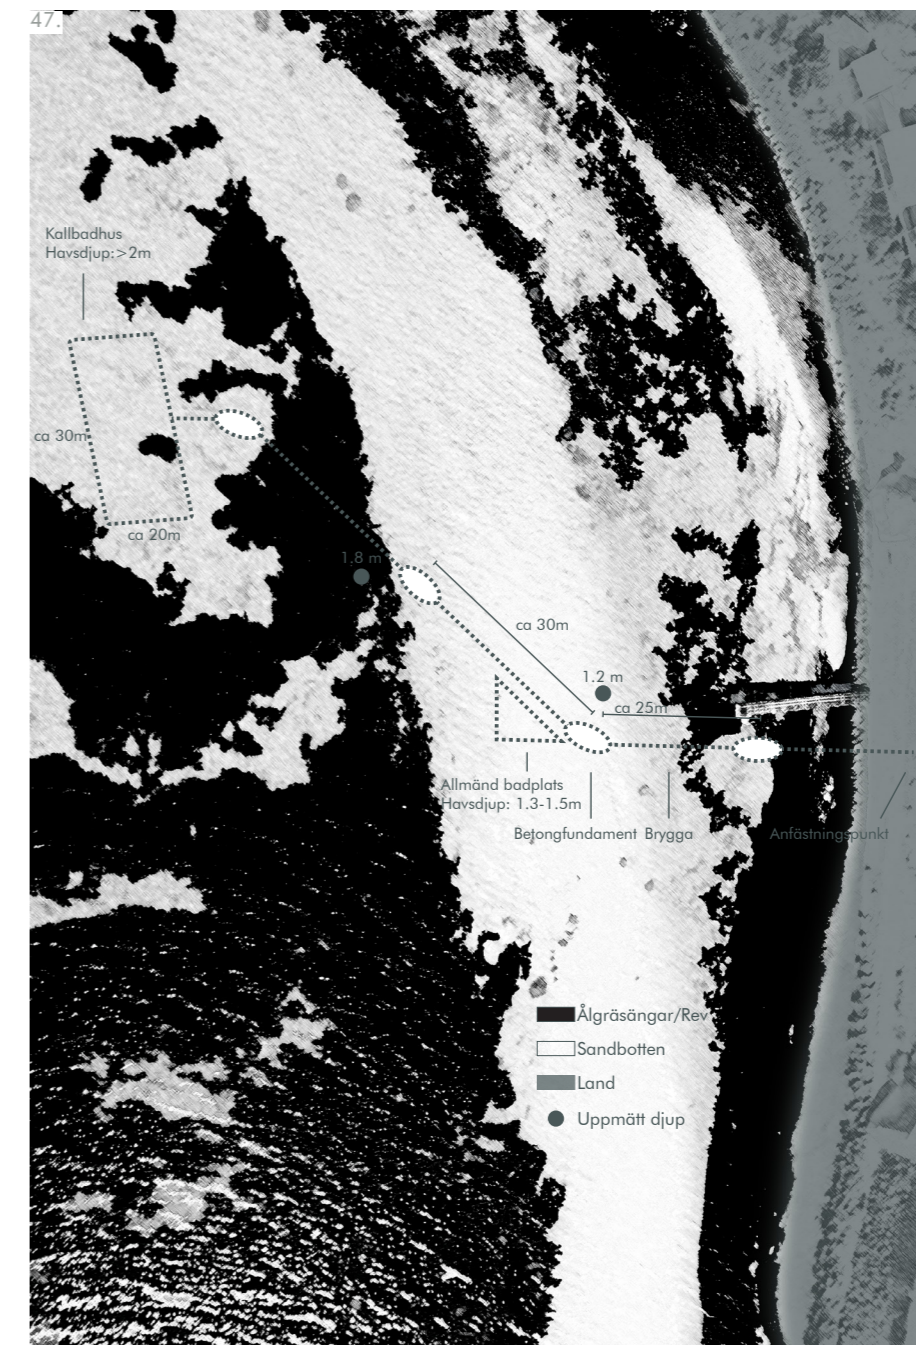 47.
Kallbadhus
Havsdjup:>2m
ca 30m
ca 20m
1.8 m
ca 30m
1.2 m
ca 25m
Allmänd badplats
Havsdjup: 1.3-1.5m
Betongfundament
Brygga
Anfästningspunkt
Ålgräsängar/Rev
Sandbotten
Land
Uppmätt djup